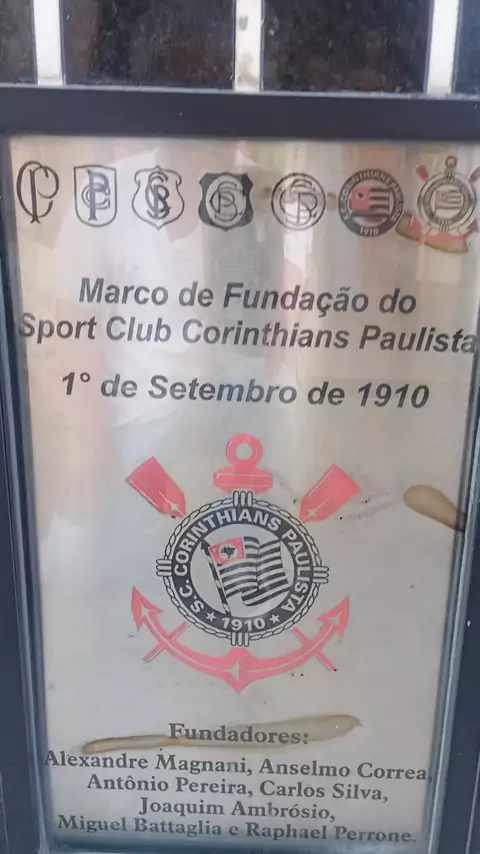 Marco de Fundação do
Sport Club Corinthians Paulista
1° de Setembro de 1910
S.C. CORINTHIANS PAULISTA
1910
Fundadores:
Alexandre Magnani, Anselmo Correa,
Antônio Pereira, Carlos Silva,
Joaquim Ambrósio,
Miguel Battaglia e Raphael Perrone.